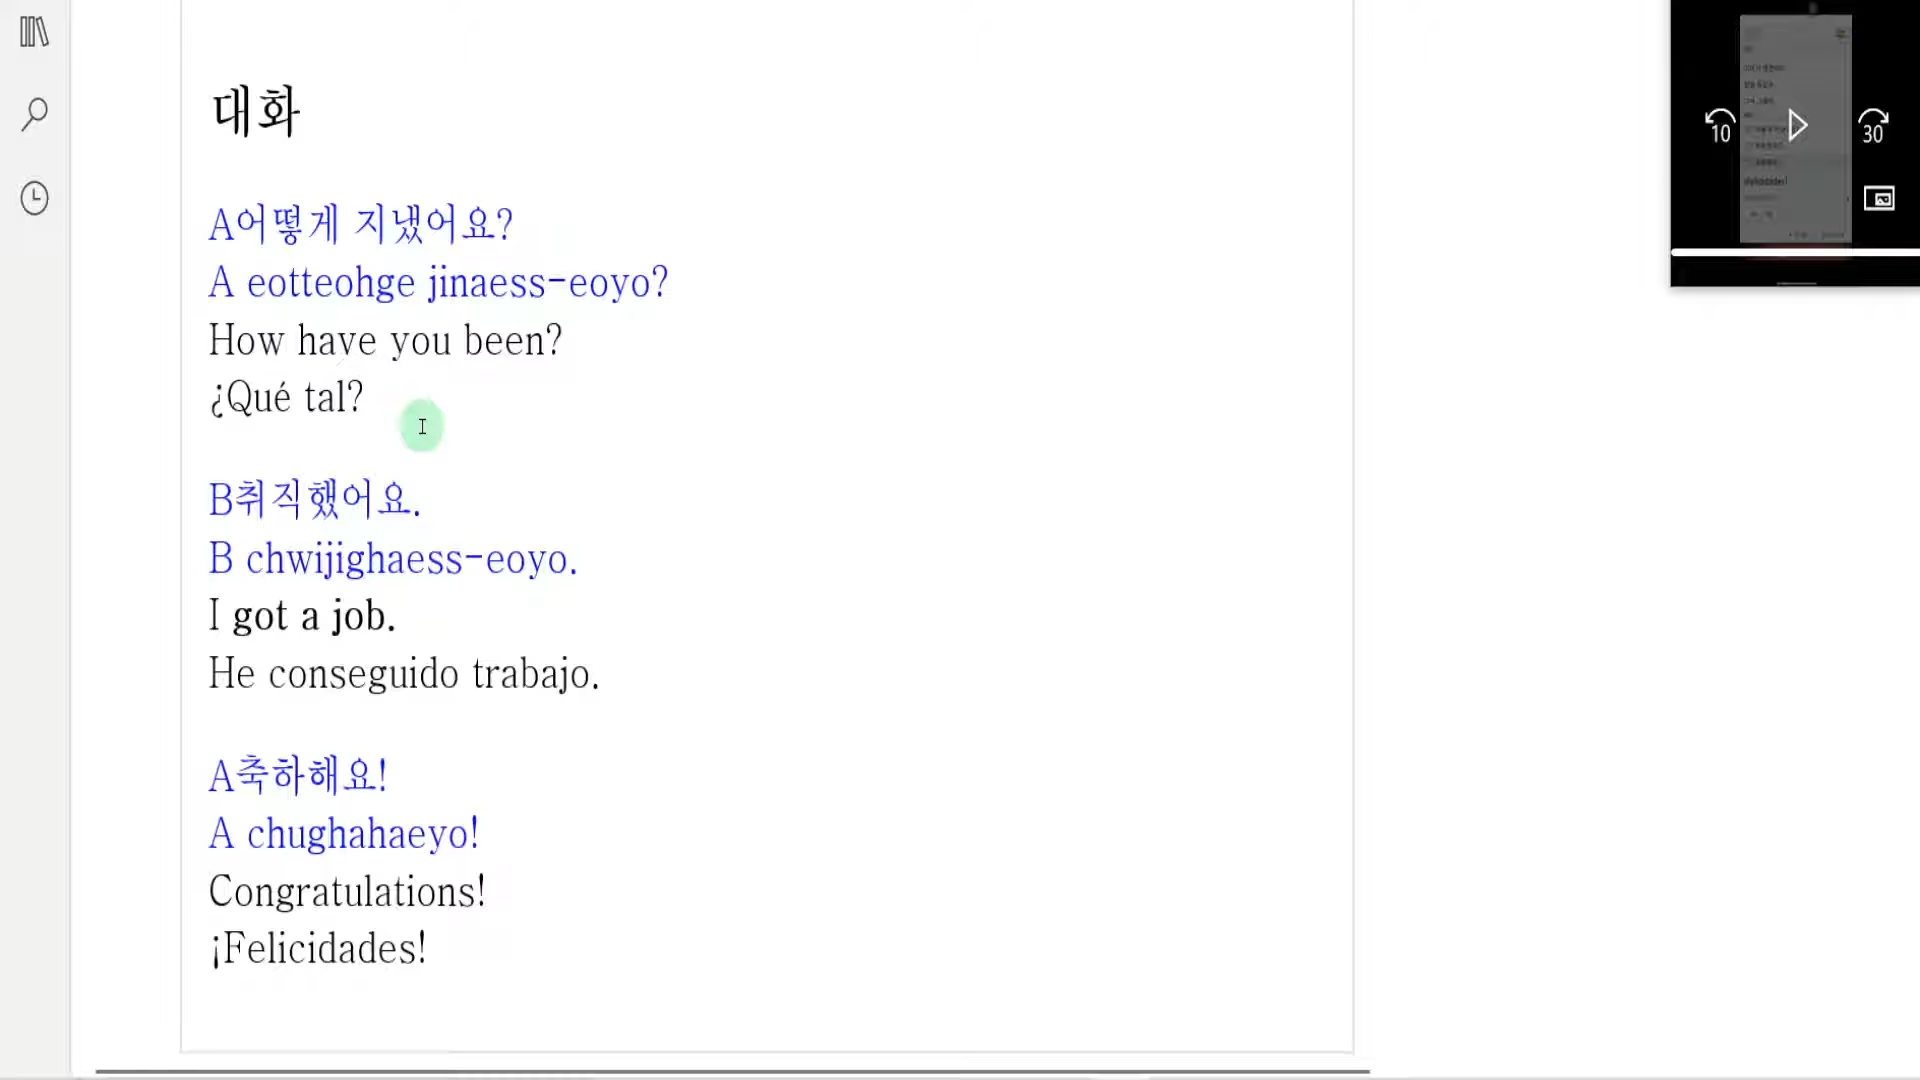 대화
A어떻게 지냈어요?
A eotteohge jinaess-eoyo?
How have you been?
¿Qué tal?
B취직했어요.
B chwijighaess-eoyo.
I got a job.
He conseguido trabajo.
A축하해요!
A chughahaeyo!
Congratulations!
¡Felicidades!
10
30